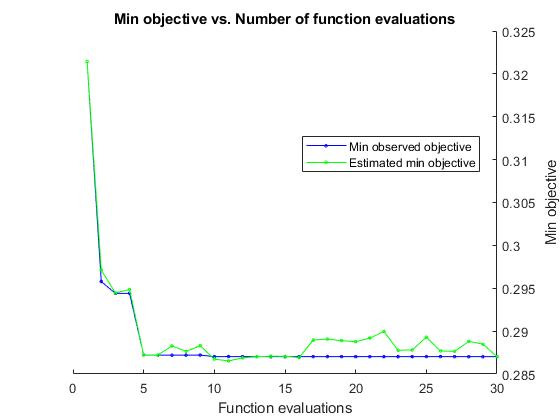 Min objective vs. Number of function evaluations
0.325
0.32
0.315
0.31
0.305
0.3
0.295
0.29
0.285
Min objective
Min observed objective
Estimated min objective
0 5 10 15 20 25 30
Function evaluations